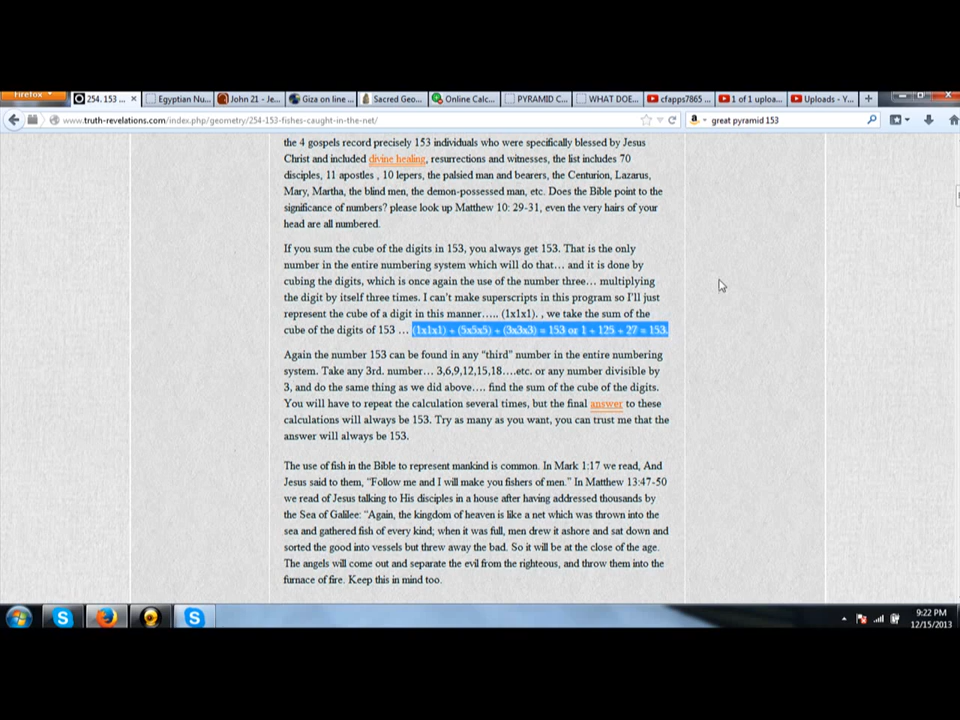 Firefox
254. 153 ...
Egyptian Nu...
John 21 - Je...
Giza on line ...
Sacred Geo...
Online Calc...
PYRAMID C...
WHAT DOE...
cfapps7865 ...
1 of 1 uploa...
Uploads - Y...
www.truth-revelations.com/index.php/geometry/254-153-fishes-caught-in-the-net/
great pyramid 153
the 4 gospels record precisely 153 individuals who were specifically blessed by Jesus
Christ and included divine healing, resurrections and witnesses, the list includes 70
disciples, 11 apostles , 10 lepers, the palsied man and bearers, the Centurion, Lazarus,
Mary, Martha, the blind men, the demon-possessed man, etc. Does the Bible point to the
significance of numbers? please look up Matthew 10: 29-31, even the very hairs of your
head are all numbered.
If you sum the cube of the digits in 153, you always get 153. That is the only
number in the entire numbering system which will do that… and it is done by
cubing the digits, which is once again the use of the number three… multiplying
the digit by itself three times. I can't make superscripts in this program so I'll just
represent the cube of a digit in this manner….. (1x1x1). , we take the sum of the
cube of the digits of 153 … (1x1x1) + (5x5x5) + (3x3x3) = 153 or 1 + 125 + 27 = 153.
Again the number 153 can be found in any “third” number in the entire numbering
system. Take any 3rd. number… 3,6,9,12,15,18….etc. or any number divisible by
3, and do the same thing as we did above…. find the sum of the cube of the digits.
You will have to repeat the calculation several times, but the final answer to these
calculations will always be 153. Try as many as you want, you can trust me that the
answer will always be 153.
The use of fish in the Bible to represent mankind is common. In Mark 1:17 we read, And
Jesus said to them, “Follow me and I will make you fishers of men.” In Matthew 13:47-50
we read of Jesus talking to His disciples in a house after having addressed thousands by
the Sea of Galilee: “Again, the kingdom of heaven is like a net which was thrown into the
sea and gathered fish of every kind; when it was full, men drew it ashore and sat down and
sorted the good into vessels but threw away the bad. So it will be at the close of the age.
The angels will come out and separate the evil from the righteous, and throw them into the
furnace of fire. Keep this in mind too.
9:22 PM
12/15/2013